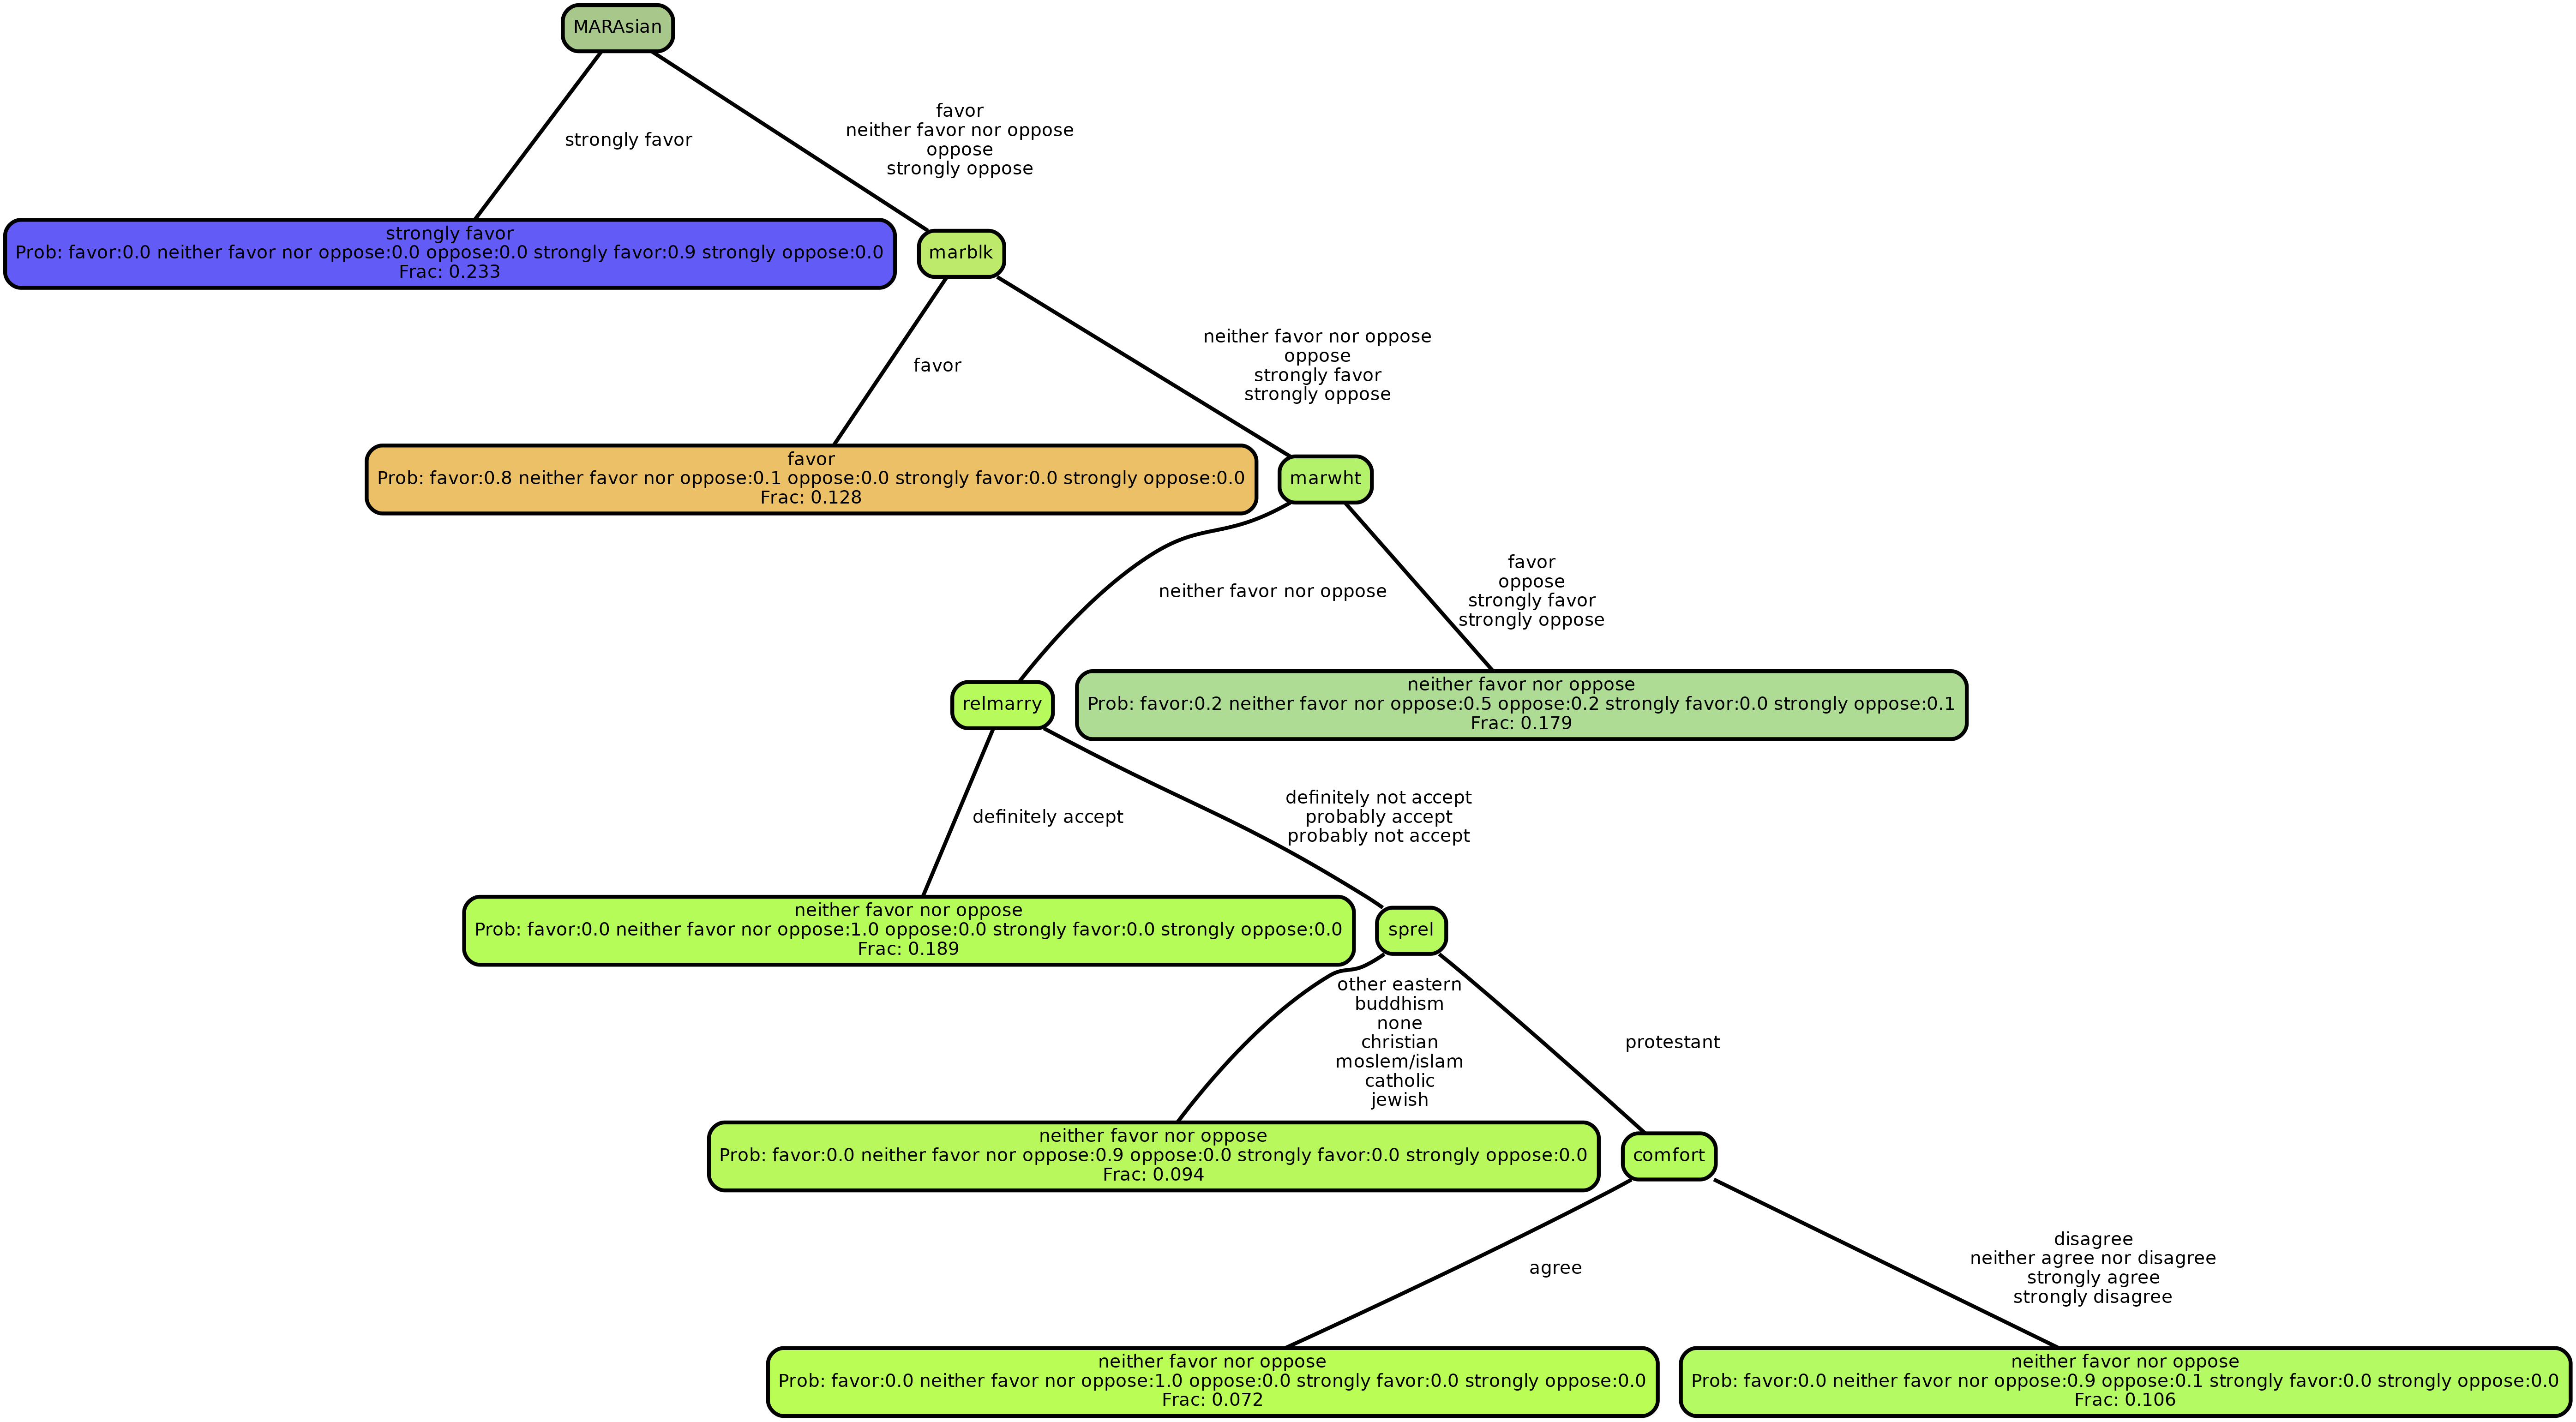 MARAsian
strongly favor
favor
neither favor nor oppose
oppose
strongly oppose
strongly favor
Prob: favor:0.0 neither favor nor oppose:0.0 oppose:0.0 strongly favor:0.9 strongly oppose:0.0
Frac: 0.233
marblk
favor
neither favor nor oppose
oppose
strongly favor
strongly oppose
favor
Prob: favor:0.8 neither favor nor oppose:0.1 oppose:0.0 strongly favor:0.0 strongly oppose:0.0
Frac: 0.128
marwht
neither favor nor oppose
favor
oppose
strongly favor
strongly oppose
relmarry
neither favor nor oppose
Prob: favor:0.2 neither favor nor oppose:0.5 oppose:0.2 strongly favor:0.0 strongly oppose:0.1
Frac: 0.179
definitely accept
definitely not accept
probably accept
probably not accept
neither favor nor oppose
Prob: favor:0.0 neither favor nor oppose:1.0 oppose:0.0 strongly favor:0.0 strongly oppose:0.0
Frac: 0.189
sprel
other eastern
buddhism
none
christian
moslem/islam
catholic
jewish
protestant
neither favor nor oppose
Prob: favor:0.0 neither favor nor oppose:0.9 oppose:0.0 strongly favor:0.0 strongly oppose:0.0
Frac: 0.094
comfort
agree
disagree
neither agree nor disagree
strongly agree
strongly disagree
neither favor nor oppose
Prob: favor:0.0 neither favor nor oppose:1.0 oppose:0.0 strongly favor:0.0 strongly oppose:0.0
Frac: 0.072
neither favor nor oppose
Prob: favor:0.0 neither favor nor oppose:0.9 oppose:0.1 strongly favor:0.0 strongly oppose:0.0
Frac: 0.106